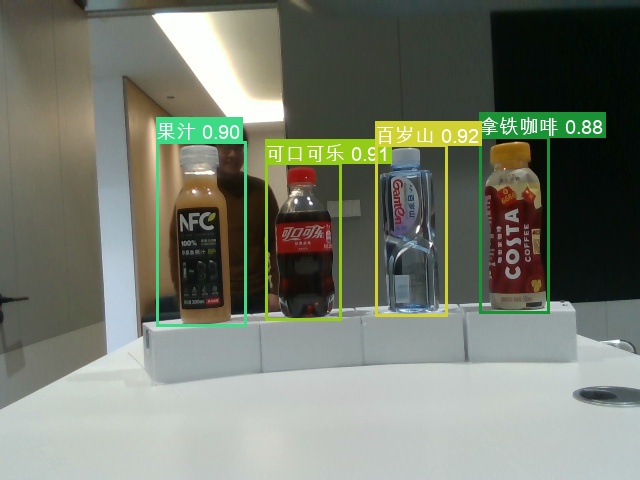 果汁 0.90
可口可乐 0.91
百岁山 0.92
拿铁咖啡 0.88
NFC
100%
可口可乐
Ganten
COSTA
COFFEE